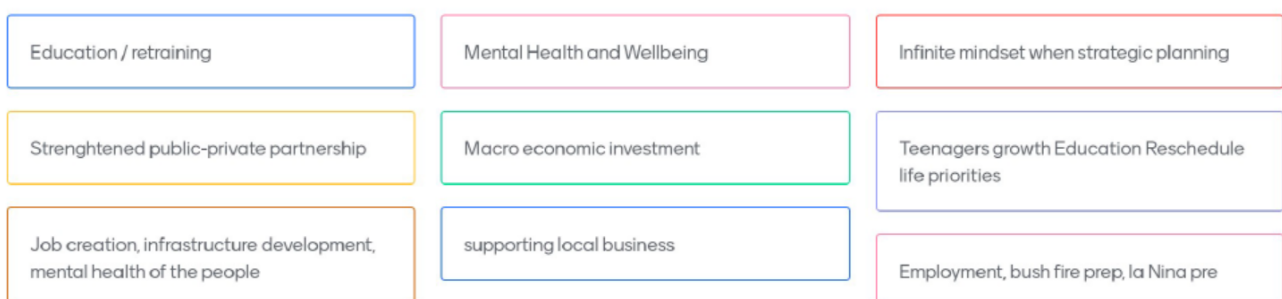 Education / retraining
Mental Health and Wellbeing
Infinite mindset when strategic planning
Strenghtened public-private partnership
Macro economic investment
Teenagers growth Education Reschedule
life priorities
Job creation, infrastructure development,
mental health of the people
supporting local business
Employment, bush fire prep, la Nina pre